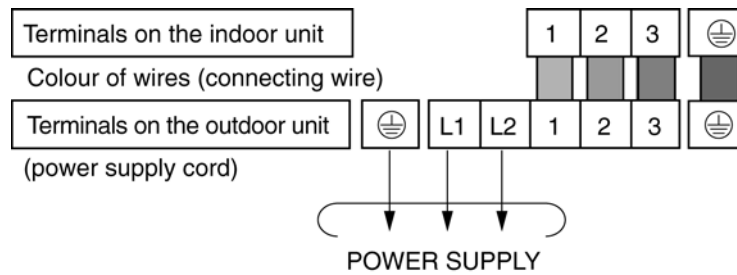 Terminals on the indoor unit 1 2 3
Colour of wires (connecting wire)
Terminals on the outdoor unit L1 L2 1 2 3
(power supply cord)
POWER SUPPLY